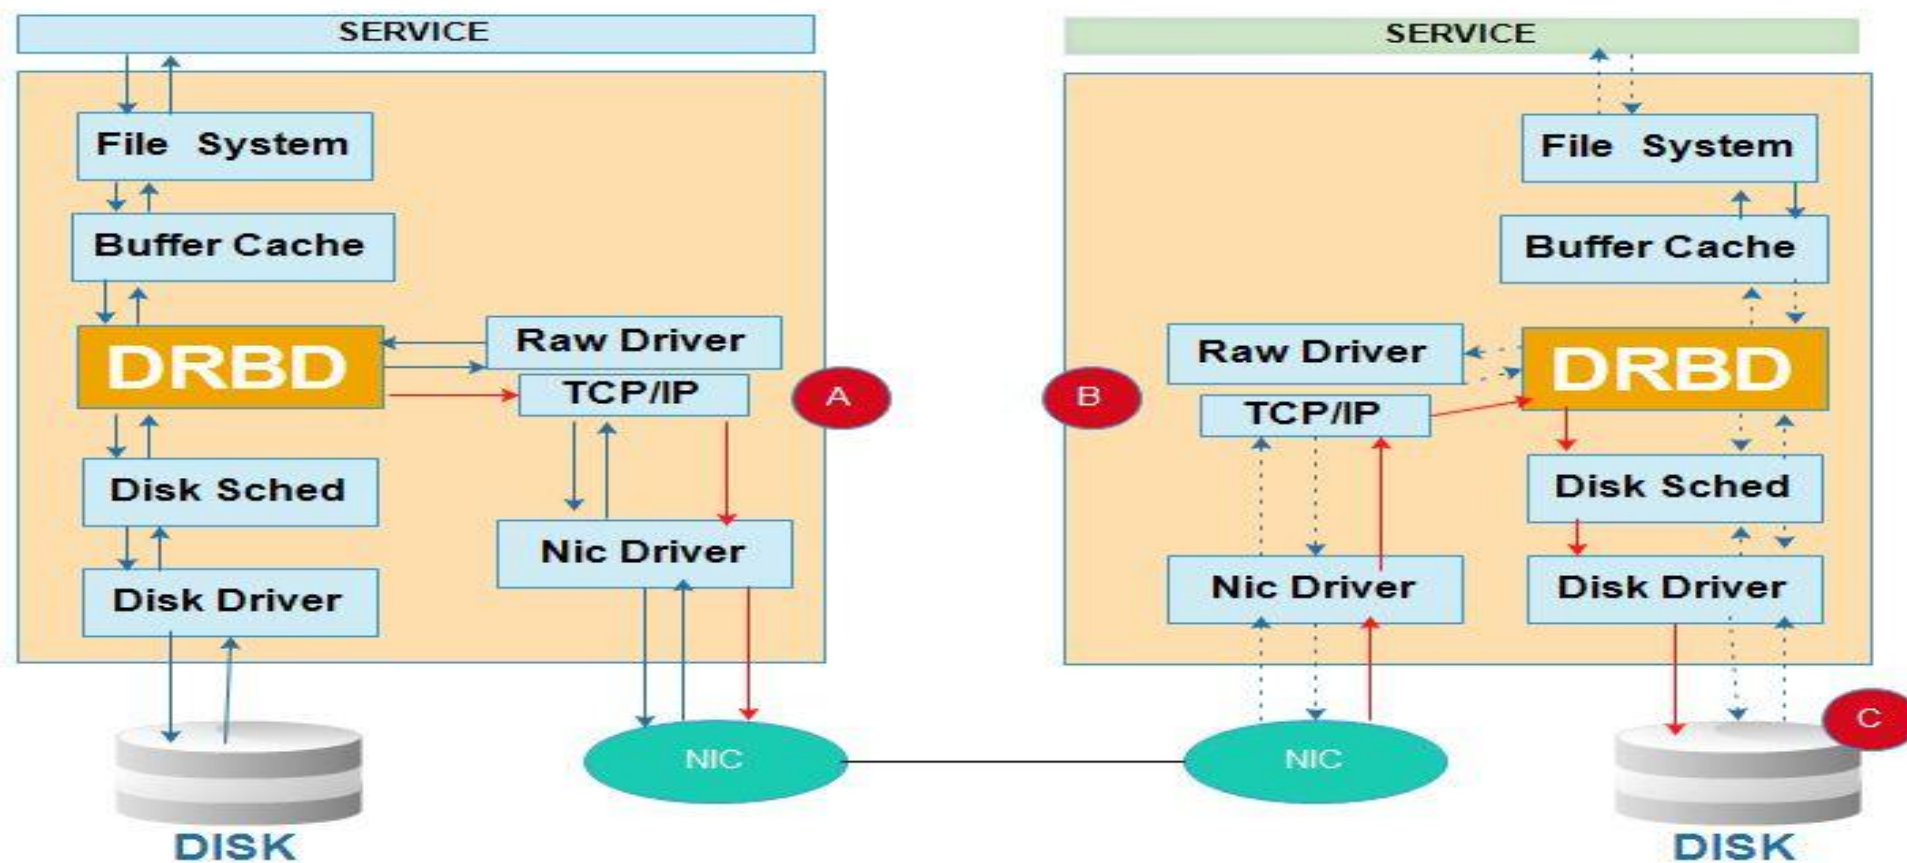 SERVICE
File System
Buffer Cache
DRBD
Raw Driver
TCP/IP
A
Disk Sched
Nic Driver
Disk Driver
NIC
DISK
SERVICE
File System
Buffer Cache
Raw Driver
DRBD
B
TCP/IP
Disk Sched
Nic Driver
Disk Driver
C
NIC
DISK